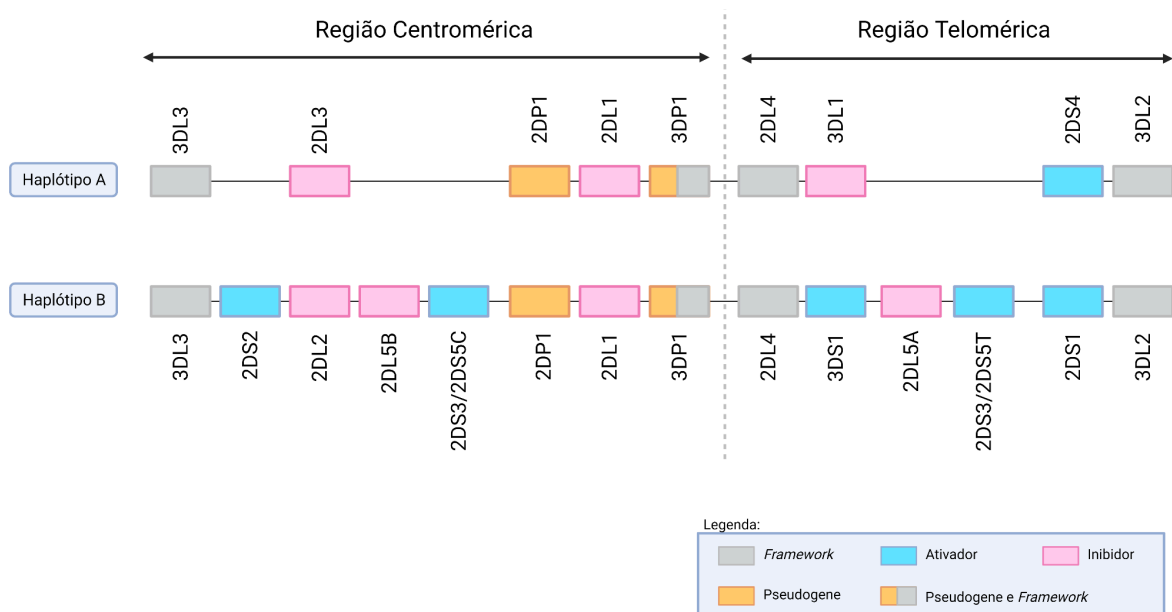 Região Centromérica
Região Telomérica
3DL3
2DL3
2DP1
2DL1
3DP1
2DL4
3DL1
2DS4
3DL2
Haplótipo A
Haplótipo B
3DL3
2DS2
2DL2
2DL5B
2DS3/2DS5C
2DP1
2DL1
3DP1
2DL4
3DS1
2DL5A
2DS3/2DS5T
2DS1
3DL2
Legenda:
Framework
Ativador
Inibidor
Pseudogene
Pseudogene e Framework